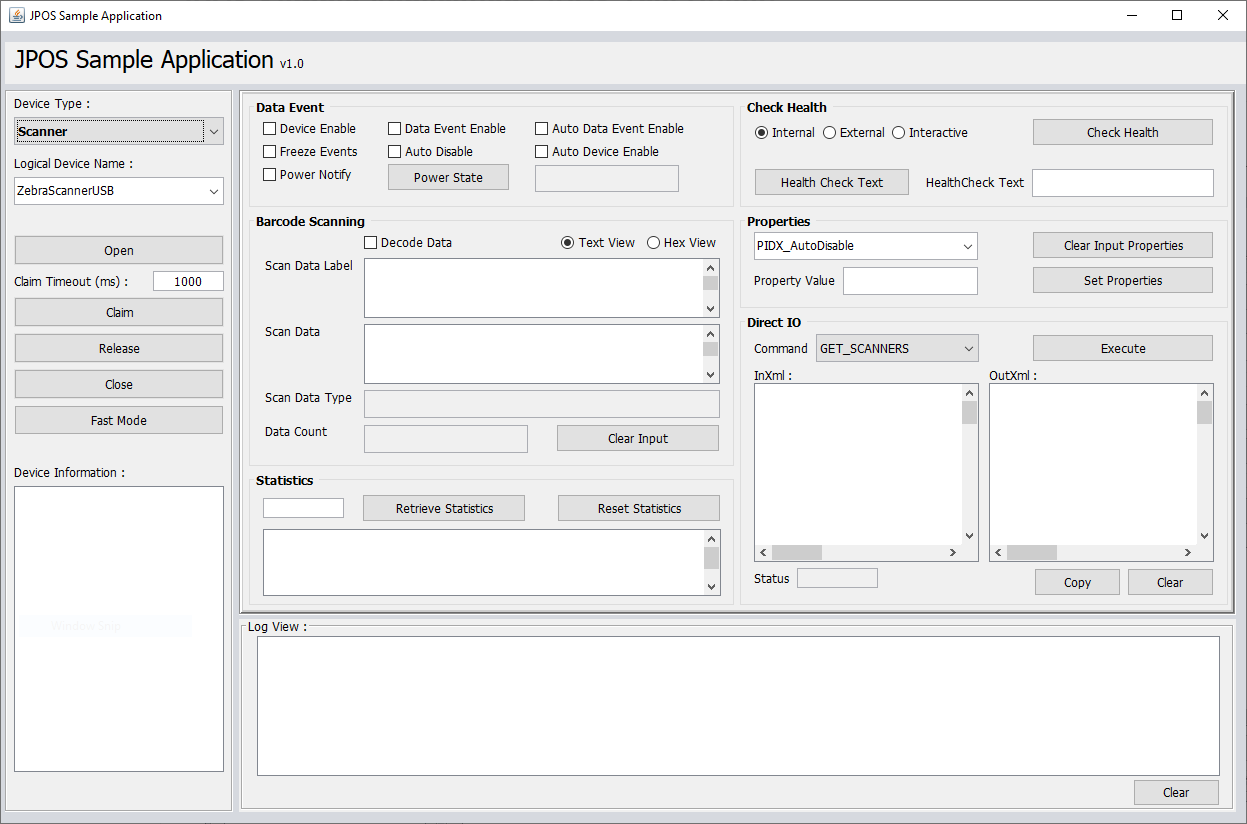 JPOS Sample Application
JPOS Sample Application v1.0
Device Type :
Scanner
Logical Device Name :
ZebraScannerUSB
Open
Claim Timeout (ms) : 1000
Claim
Release
Close
Fast Mode
Device Information :
Window Snip
Data Event
Device Enable Data Event Enable Auto Data Event Enable
Freeze Events Auto Disable Auto Device Enable
Power Notify Power State
Barcode Scanning
Decode Data Text View Hex View
Scan Data Label
Scan Data
Scan Data Type
Data Count Clear Input
Statistics
Retrieve Statistics Reset Statistics
Check Health
Internal External Interactive Check Health
Health Check Text HealthCheck Text
Properties
PIDX_AutoDisable Clear Input Properties
Property Value Set Properties
Direct IO
Command GET_SCANNERS Execute
InXml : OutXml :
Status Copy Clear
Log View :
Clear